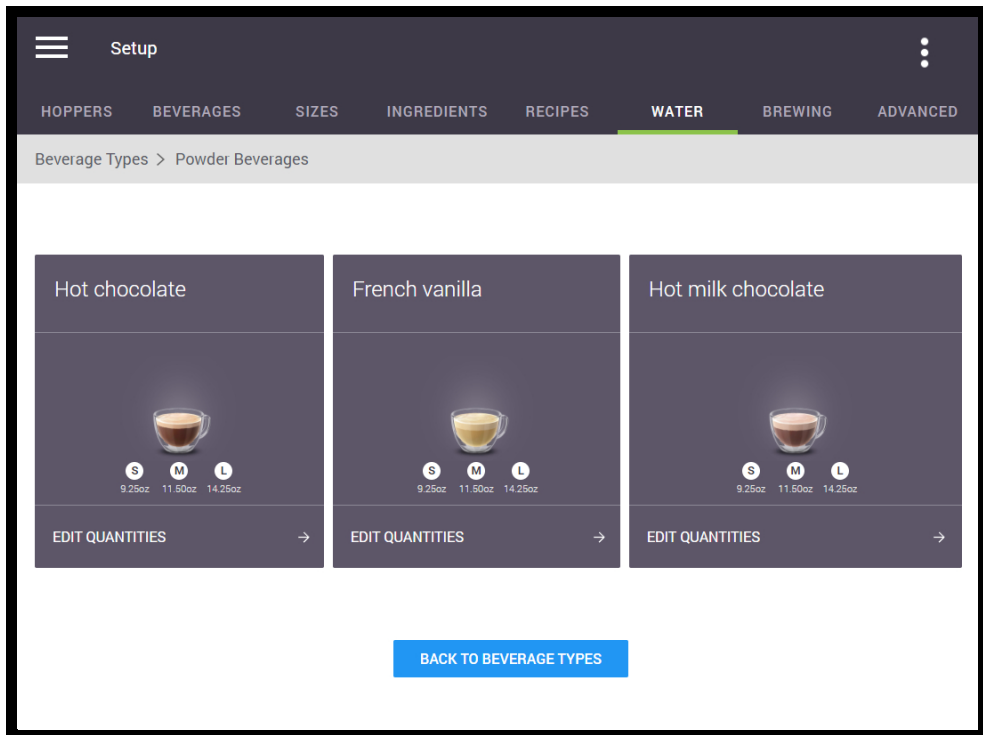 Setup
HOPPERS BEVERAGES SIZES INGREDIENTS RECIPES WATER BREWING ADVANCED
Beverage Types > Powder Beverages
Hot chocolate
S M L
9.25oz 11.50oz 14.25oz
EDIT QUANTITIES
French vanilla
S M L
9.25oz 11.50oz 14.25oz
EDIT QUANTITIES
Hot milk chocolate
S M L
9.25oz 11.50oz 14.25oz
EDIT QUANTITIES
BACK TO BEVERAGE TYPES